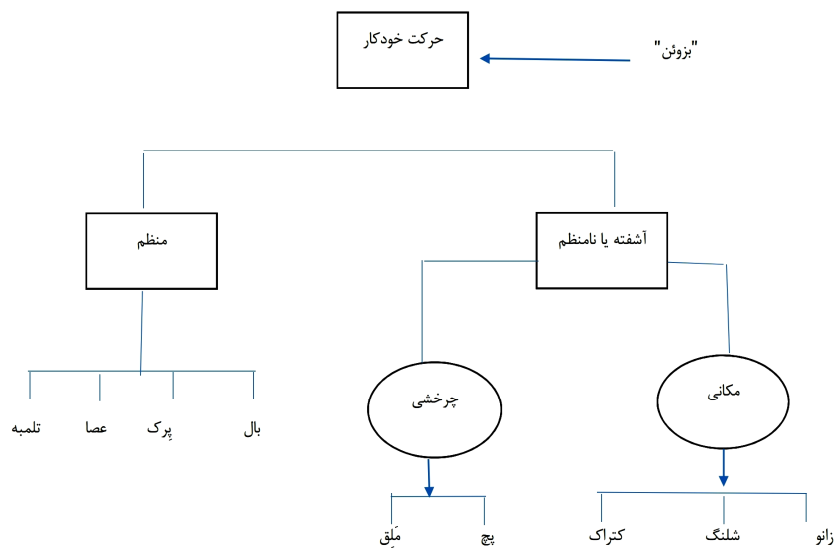 حرکت خودکار
"بزوئن"
آشفته یا نامنظم
منظم
مکانی
چرخشی
بال
پِرک
عصا
تلمبه
زانو
شلنگ
کتراک
پچ
مَلَق